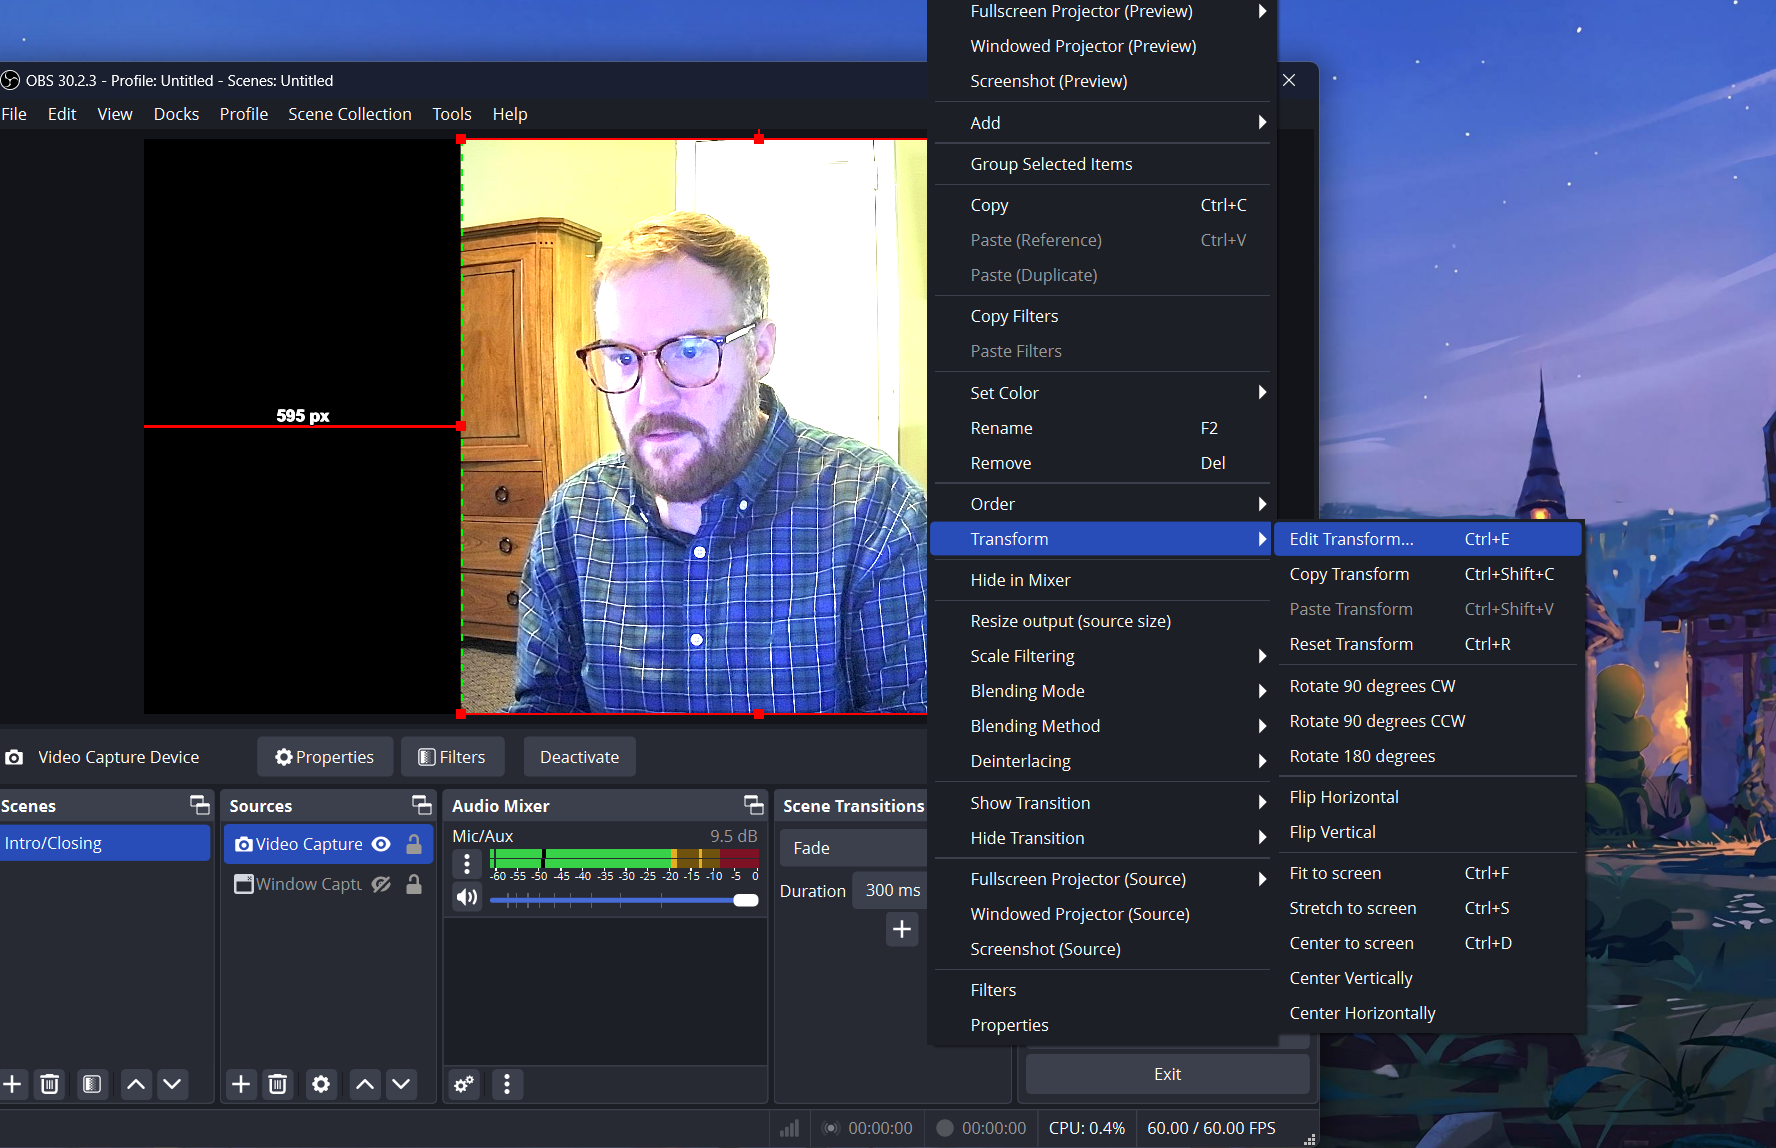 OBS 30.2.3 - Profile: Untitled - Scenes: Untitled
File Edit View Docks Profile Scene Collection Tools Help
595 px
Fullscreen Projector (Preview)
Windowed Projector (Preview)
Screenshot (Preview)
Add
Group Selected Items
Copy Ctrl+C
Paste (Reference) Ctrl+V
Paste (Duplicate)
Copy Filters
Paste Filters
Set Color
Rename F2
Remove Del
Order
Transform
Hide in Mixer
Resize output (source size)
Scale Filtering
Blending Mode
Blending Method
Deinterlacing
Show Transition
Hide Transition
Fullscreen Projector (Source)
Windowed Projector (Source)
Screenshot (Source)
Filters
Properties
Edit Transform... Ctrl+E
Copy Transform Ctrl+Shift+C
Paste Transform Ctrl+Shift+V
Reset Transform Ctrl+R
Rotate 90 degrees CW
Rotate 90 degrees CCW
Rotate 180 degrees
Flip Horizontal
Flip Vertical
Fit to screen Ctrl+F
Stretch to screen Ctrl+S
Center to screen Ctrl+D
Center Vertically
Center Horizontally
Video Capture Device Properties Filters Deactivate
Scenes
Intro/Closing
Sources
Video Capture
Window Captu
Audio Mixer
Mic/Aux 9.5 dB
-60 -55 -50 -45 -40 -35 -30 -25 -20 -15 -10 -5 0
Scene Transitions
Fade
Duration 300 ms
Exit
00:00:00 00:00:00 CPU: 0.4% 60.00 / 60.00 FPS